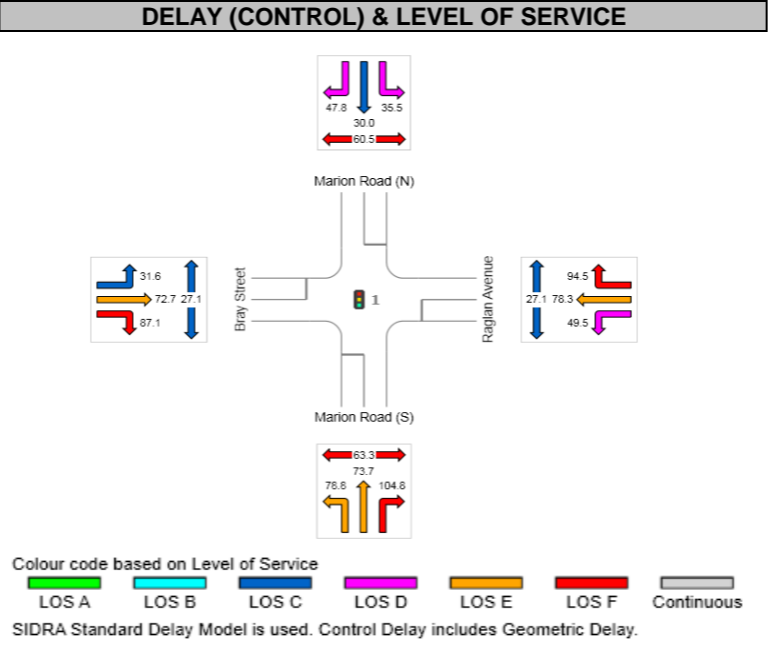 DELAY (CONTROL) & LEVEL OF SERVICE
47.8 35.5
30.0
60.5
Marion Road (N)
31.6
72.7 27.1
87.1
Bray Street
1
Raglan Avenue
94.5
27.1 78.3
49.5
Marion Road (S)
63.3
73.7
78.8 104.8
Colour code based on Level of Service
LOS A LOS B LOS C LOS D LOS E LOS F Continuous
SIDRA Standard Delay Model is used. Control Delay includes Geometric Delay.